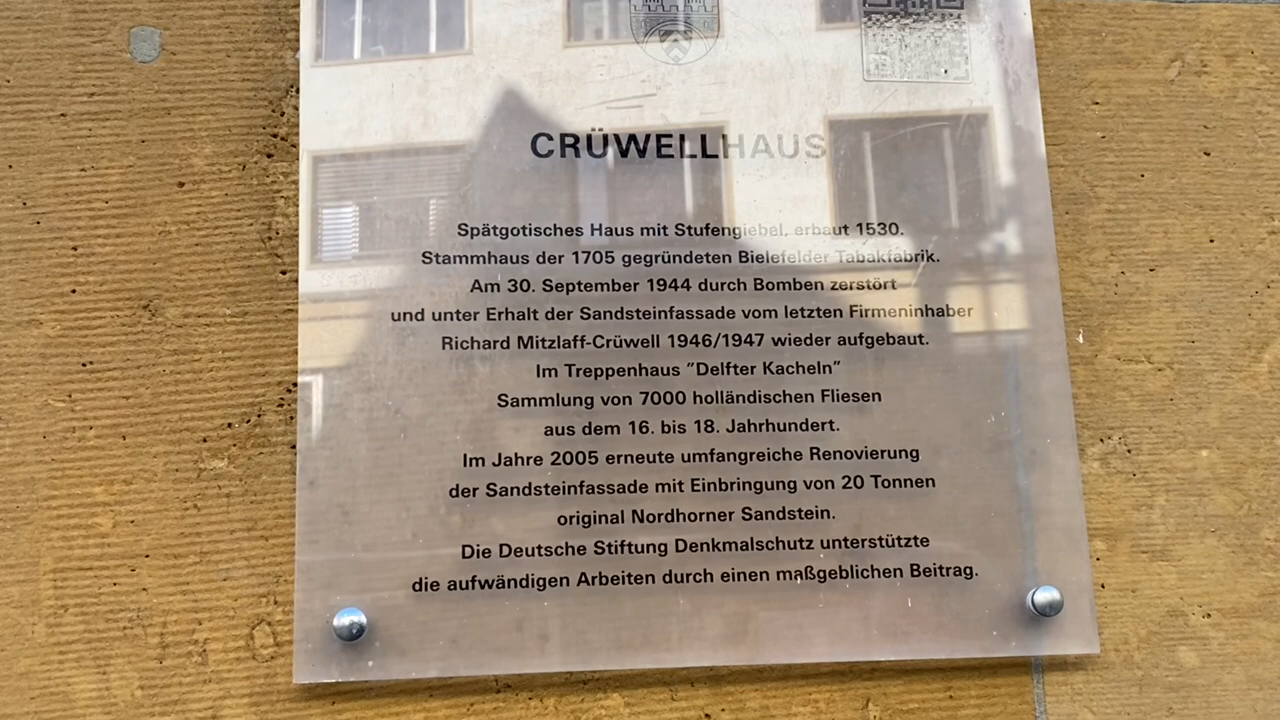 CRÜWELLHAUS
Spätgotisches Haus mit Stufengiebel, erbaut 1530.
Stammhaus der 1705 gegründeten Bielefelder Tabakfabrik.
Am 30. September 1944 durch Bomben zerstört
und unter Erhalt der Sandsteinfassade vom letzten Firmeninhaber
Richard Mitzlaff-Crüwell 1946/1947 wieder aufgebaut.
Im Treppenhaus ”Delfter Kacheln”
Sammlung von 7000 holländischen Fliesen
aus dem 16. bis 18. Jahrhundert.
Im Jahre 2005 erneute umfangreiche Renovierung
der Sandsteinfassade mit Einbringung von 20 Tonnen
original Nordhorner Sandstein.
Die Deutsche Stiftung Denkmalschutz unterstützte
die aufwändigen Arbeiten durch einen maßgeblichen Beitrag.